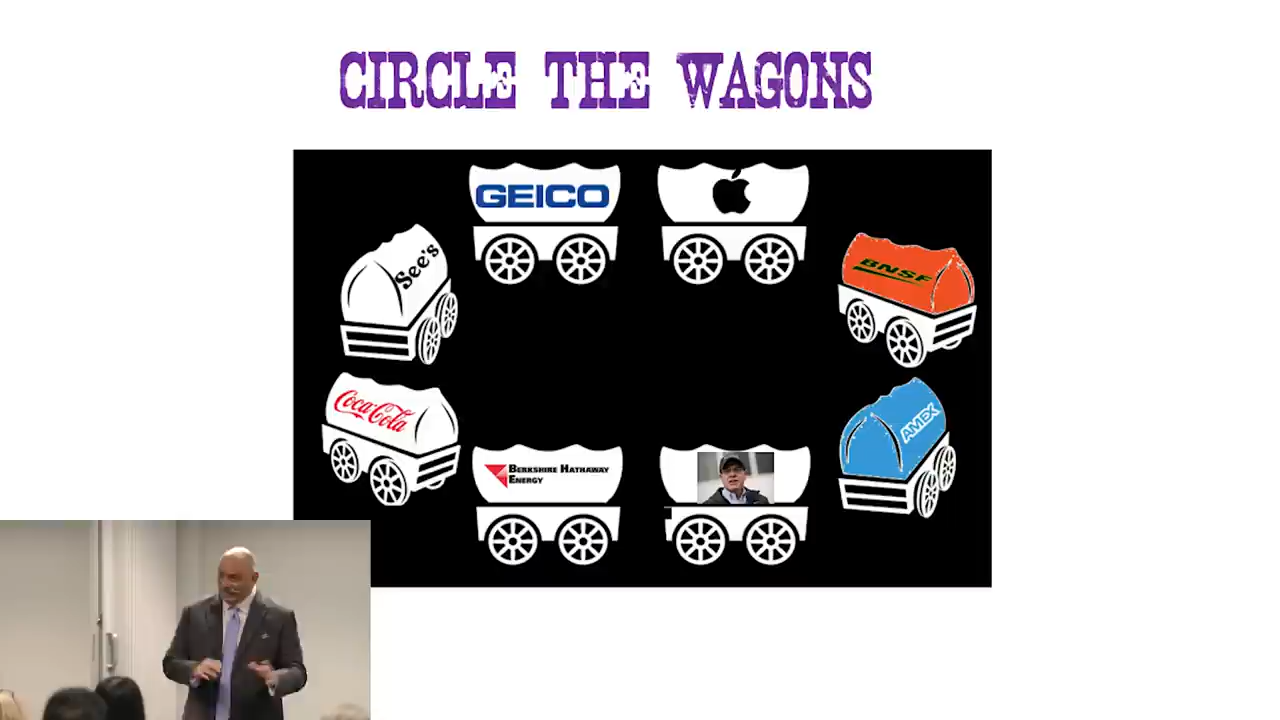 CIRCLE THE WAGONS
GEICO
See's
BNSF
Coca-Cola
AMEX
BERKSHIRE HATHAWAY
ENERGY